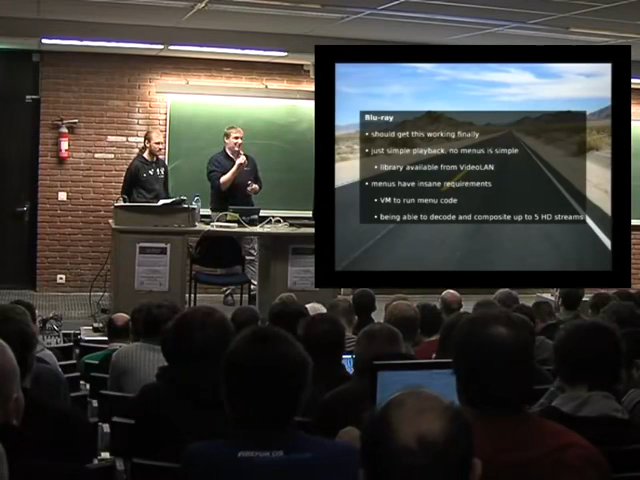 Blu-ray
• should get this working finally
• just simple playback, no menus is simple
• library available from VideoLAN
• menus have insane requirements
• VM to run menu code
• being able to decode and composite up to 5 HD streams